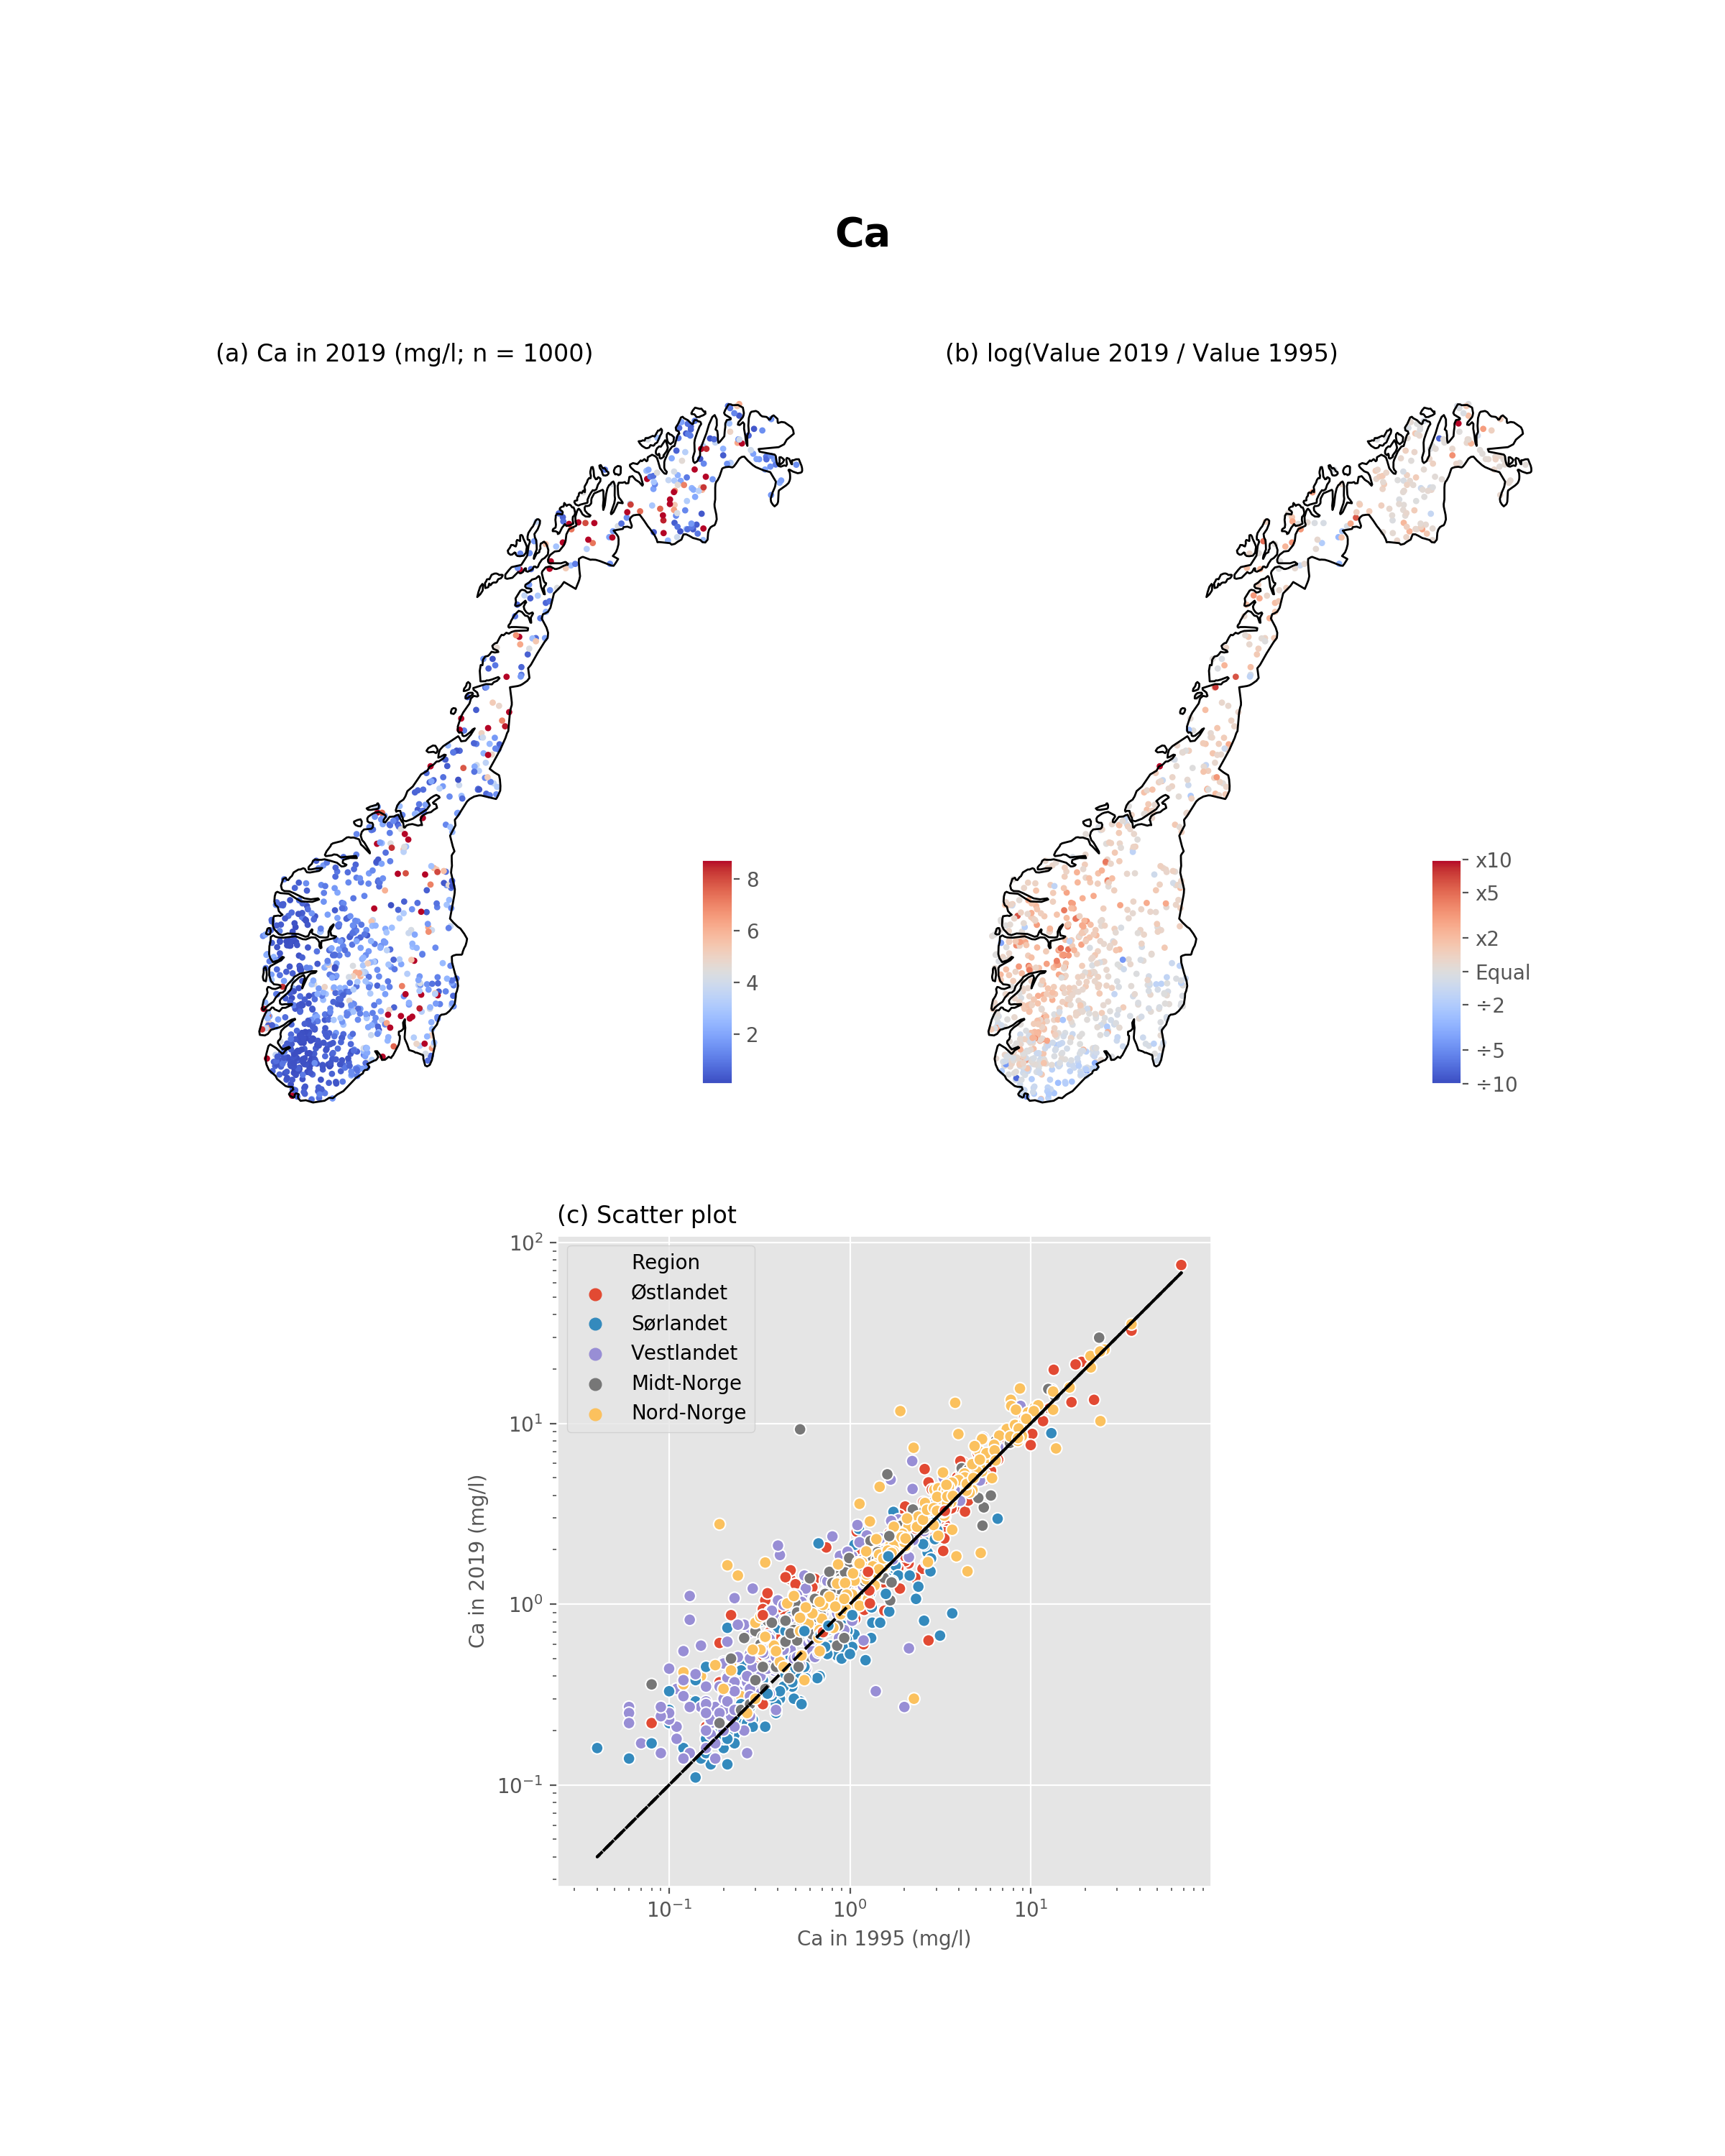 Ca
(a) Ca in 2019 (mg/l; n = 1000)
(b) log(Value 2019 / Value 1995)
8
6
4
2
x10
x5
x2
Equal
÷2
÷5
÷10
(c) Scatter plot
Region
Østlandet
Sørlandet
Vestlandet
Midt-Norge
Nord-Norge
10²
10¹
10⁰
10⁻¹
Ca in 2019 (mg/l)
10⁻¹ 10⁰ 10¹
Ca in 1995 (mg/l)